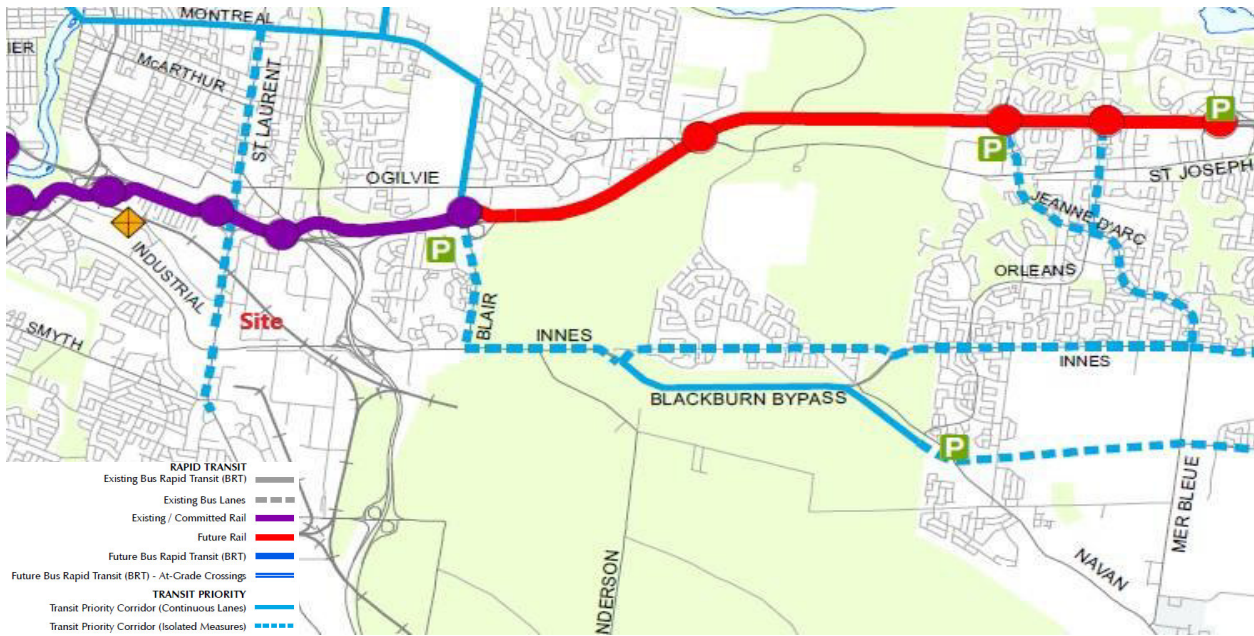 MONTREAL
IER
McARTHUR
ST. LAURENT
OGILVIE
ST JOSEPH
P
P
P
JEANNE D'ARC
INDUSTRIAL
ORLEANS
Site
BLAIR
SMYTH
INNES
INNES
BLACKBURN BYPASS
P
MER BLEUE
NAVAN
NDERSON
RAPID TRANSIT
Existing Bus Rapid Transit (BRT)
Existing Bus Lanes
Existing / Committed Rail
Future Rail
Future Bus Rapid Transit (BRT)
Future Bus Rapid Transit (BRT) - At-Grade Crossings
TRANSIT PRIORITY
Transit Priority Corridor (Continuous Lanes)
Transit Priority Corridor (Isolated Measures)